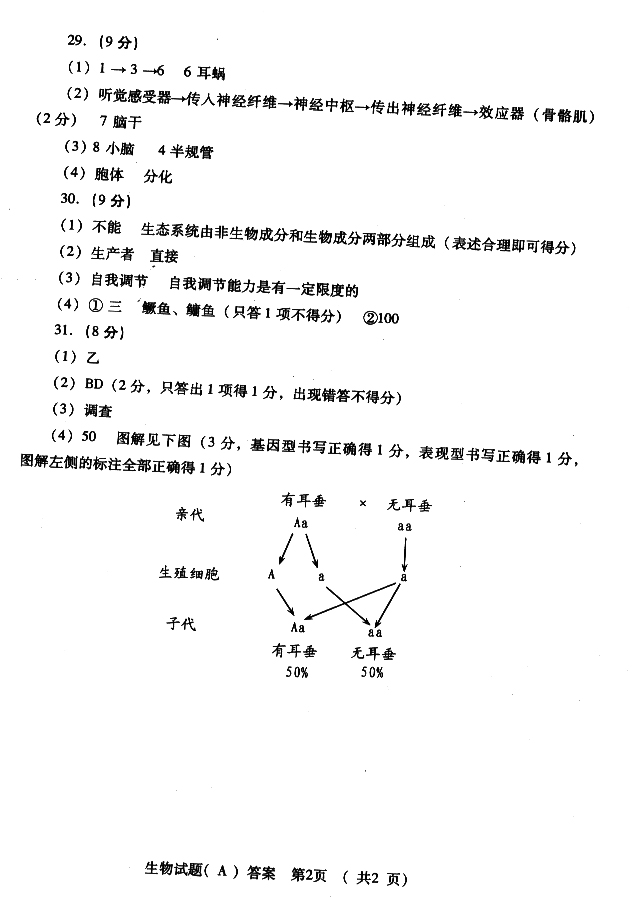 29. (9分)
(1) 1→3→6 6耳蜗
(2) 听觉感受器→传人神经纤维→神经中枢→传出神经纤维→效应器(骨骼肌)
(2分) 7脑干
(3) 8小脑 4半规管
(4) 胞体 分化
30. (9分)
(1) 不能 生态系统由非生物成分和生物成分两部分组成(表述合理即可得分)
(2) 生产者 直接
(3) 自我调节 自我调节能力是有一定限度的
(4) ①三 鳜鱼、鳙鱼(只答1项不得分) ②100
31. (8分)
(1) 乙
(2) BD(2分,只答出1项得1分,出现错答不得分)
(3) 调查
(4) 50 图解见下图(3分,基因型书写正确得1分,表现型书写正确得1分,
图解左侧的标注全部正确得1分)
亲代 有耳垂 × 无耳垂
Aa aa
生殖细胞 A a a
子代 Aa aa
有耳垂 无耳垂
50% 50%
生物试题(A)答案 第2页 (共2页)